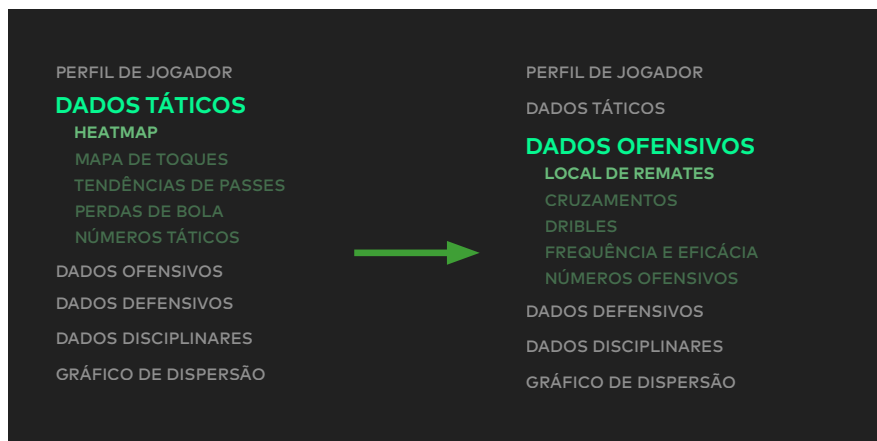 PERFIL DE JOGADOR
DADOS TÁTICOS
HEATMAP
MAPA DE TOQUES
TENDÊNCIAS DE PASSES
PERDAS DE BOLA
NÚMEROS TÁTICOS
DADOS OFENSIVOS
DADOS DEFENSIVOS
DADOS DISCIPLINARES
GRÁFICO DE DISPERSÃO
PERFIL DE JOGADOR
DADOS TÁTICOS
DADOS OFENSIVOS
LOCAL DE REMATES
CRUZAMENTOS
DRIBLES
FREQUÊNCIA E EFICÁCIA
NÚMEROS OFENSIVOS
DADOS DEFENSIVOS
DADOS DISCIPLINARES
GRÁFICO DE DISPERSÃO